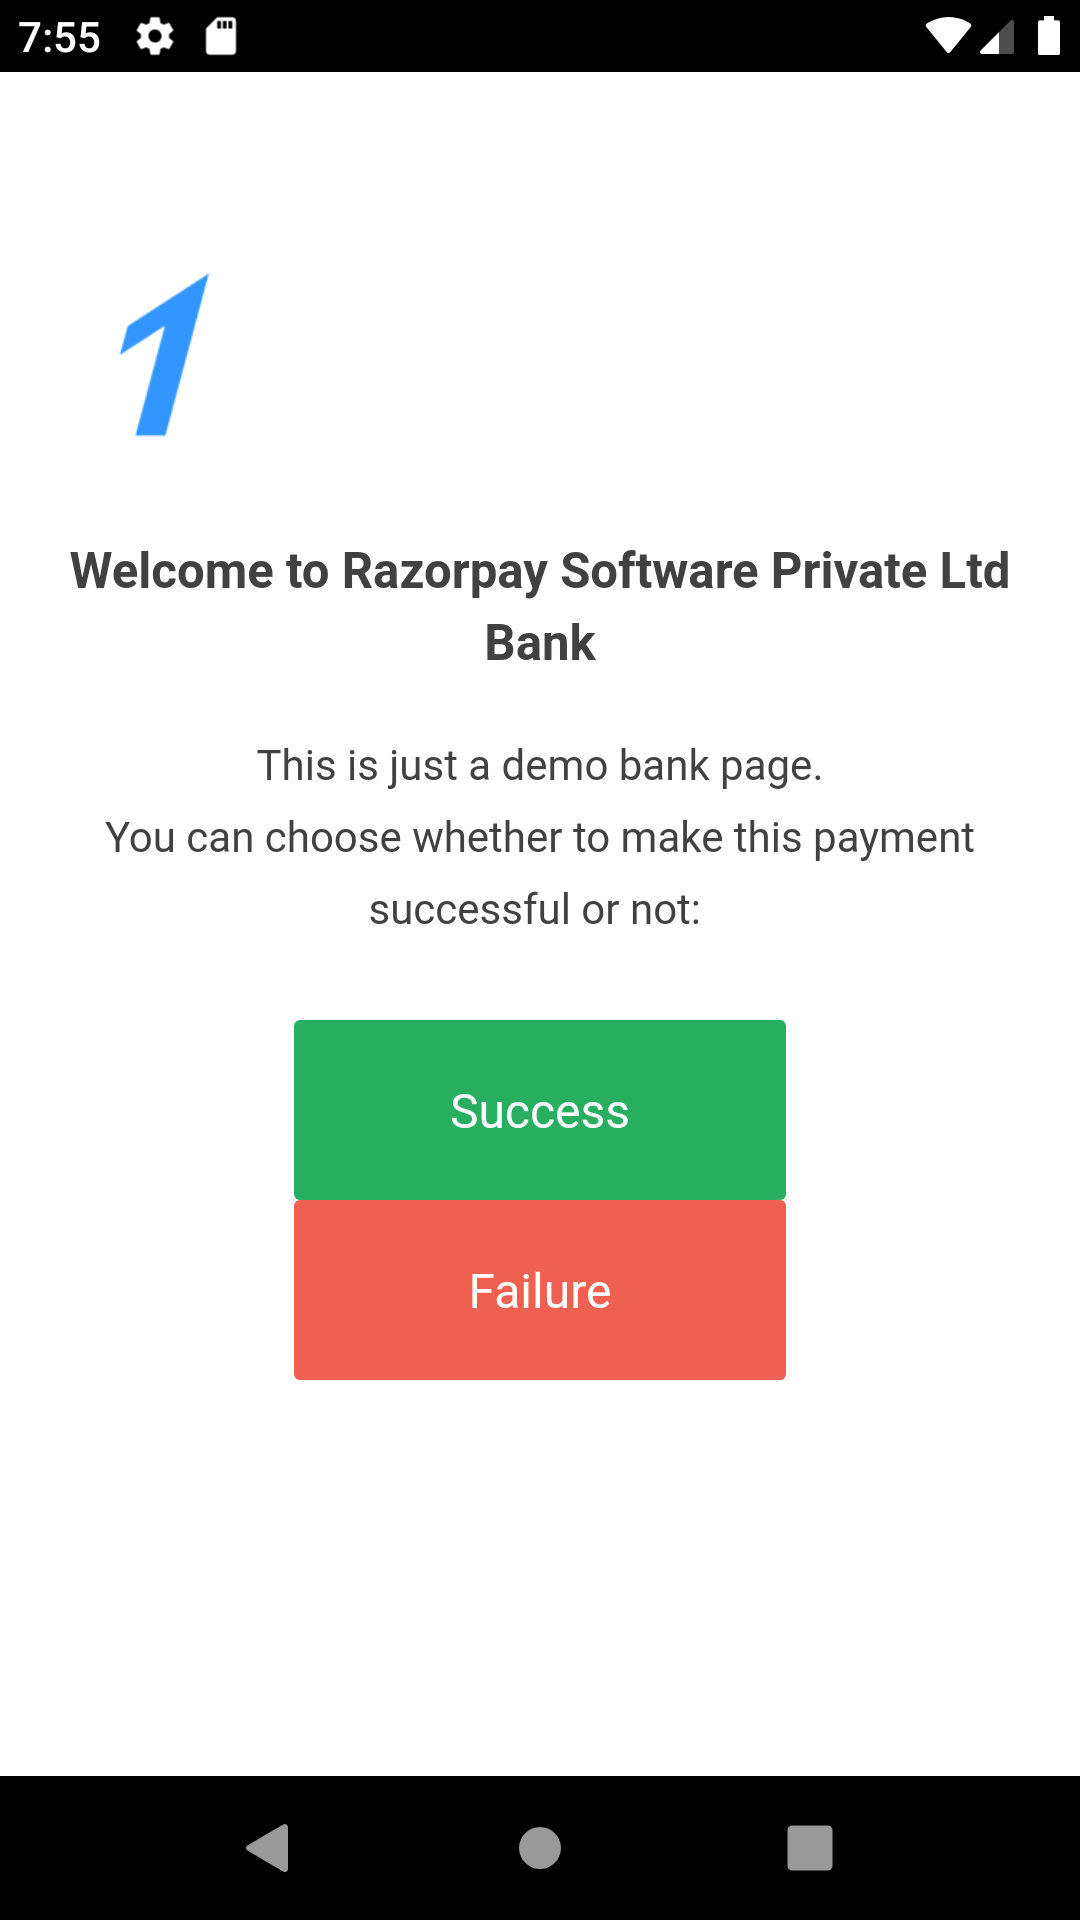 7:55
1
Welcome to Razorpay Software Private Ltd
Bank
This is just a demo bank page.
You can choose whether to make this payment
successful or not:
Success
Failure